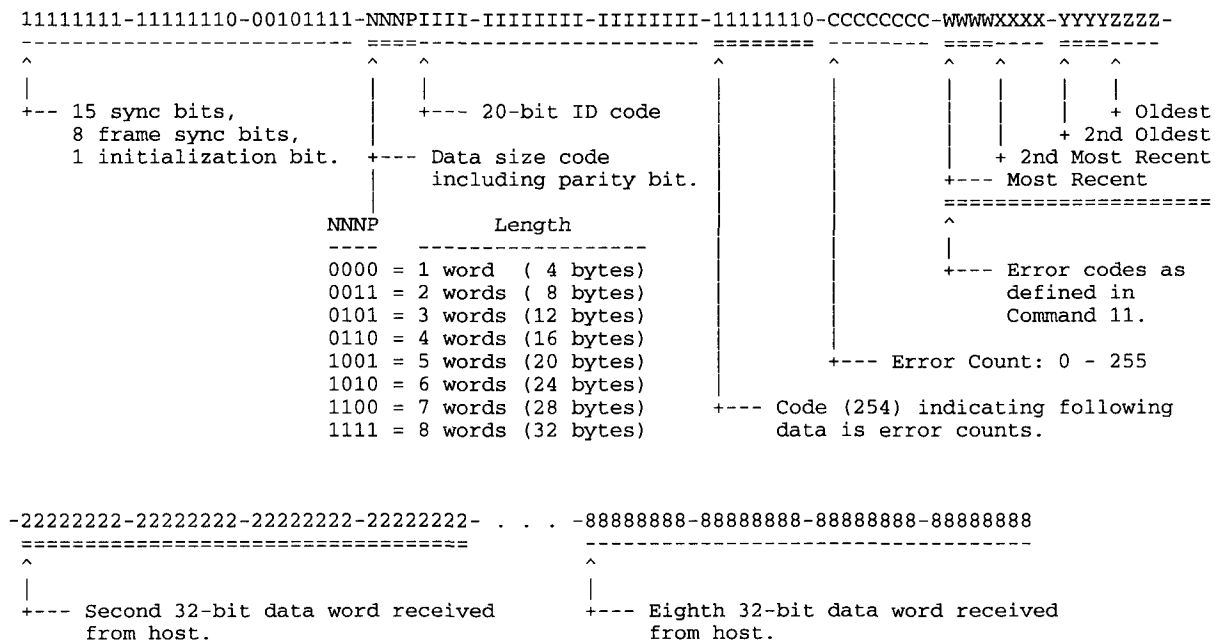 11111111-11111110-00101111-NNNPIIII-IIIIIIII-IIIIIIII-11111110-CCCCCCCC-WWWWXXXX-YYYYZZZZ-
-------------------------- ====------------------- ======== -------- ====---- ====----
^ ^ ^ ^ ^ ^ ^ ^ ^
+-- 15 sync bits, +--- 20-bit ID code + Oldest
8 frame sync bits, + 2nd Oldest
1 initialization bit. +--- Data size code + 2nd Most Recent
including parity bit. +--- Most Recent
=====================
NNNP Length ^
---- ------------------
0000 = 1 word ( 4 bytes) +--- Error codes as
0011 = 2 words ( 8 bytes) defined in
0101 = 3 words (12 bytes) Command 11.
0110 = 4 words (16 bytes)
1001 = 5 words (20 bytes) +--- Error Count: 0 - 255
1010 = 6 words (24 bytes)
1100 = 7 words (28 bytes) +--- Code (254) indicating following
1111 = 8 words (32 bytes) data is error counts.
-22222222-22222222-22222222-22222222- . . . -88888888-88888888-88888888-88888888
=================================== -----------------------------------
^ ^
+--- Second 32-bit data word received +--- Eighth 32-bit data word received
from host. from host.